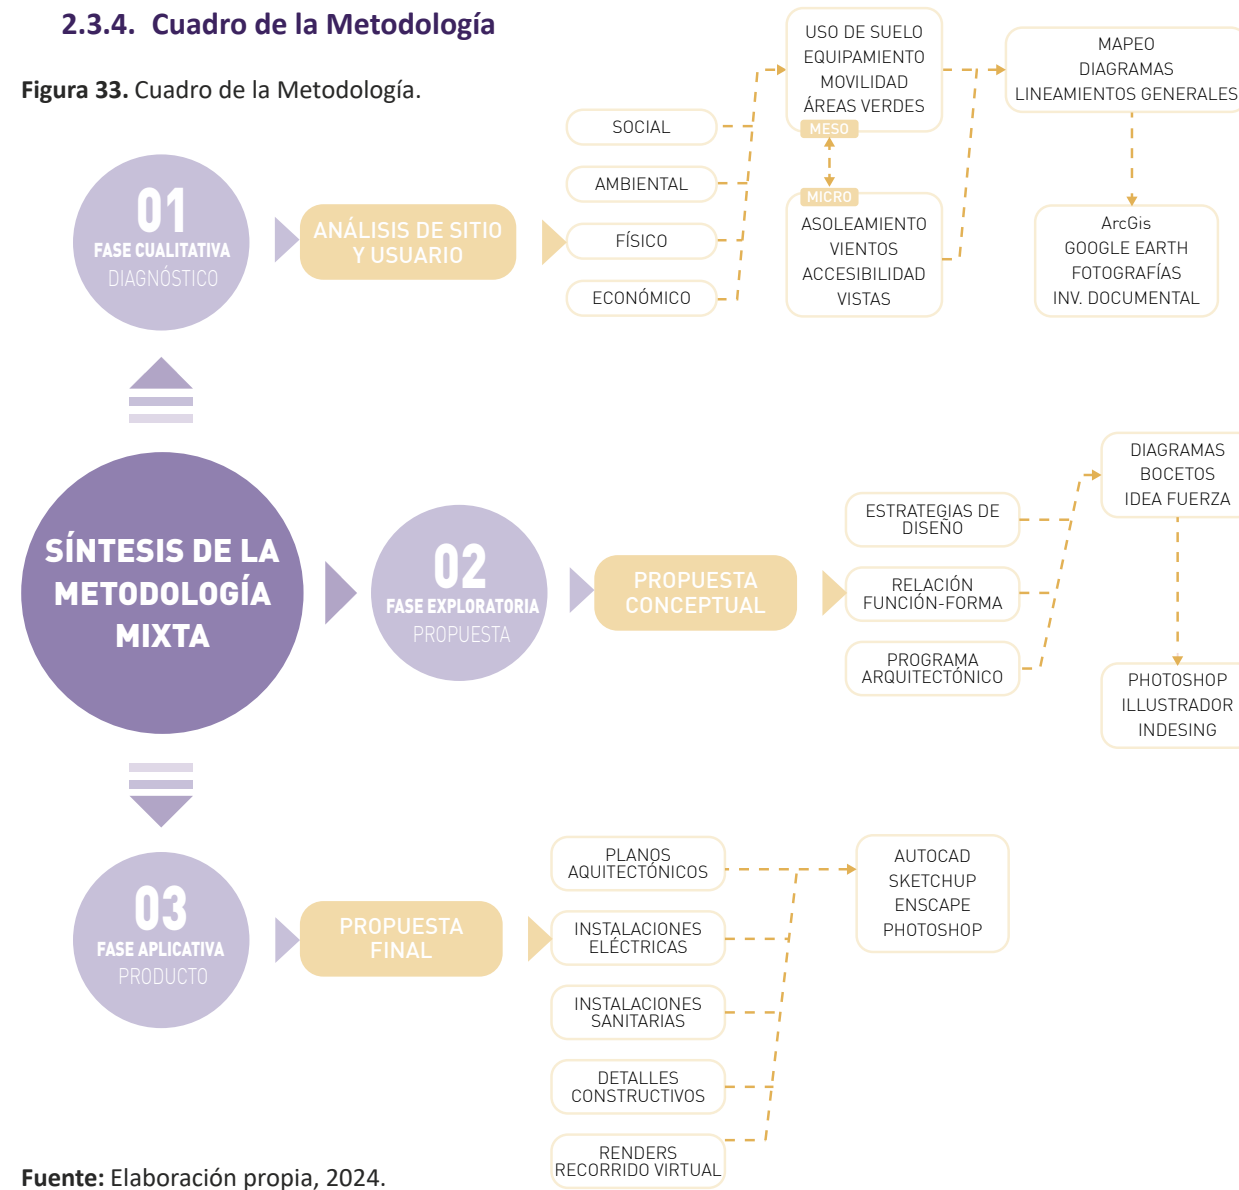 2.3.4. Cuadro de la Metodología
Figura 33. Cuadro de la Metodología.
01
FASE CUALITATIVA
DIAGNÓSTICO
ANÁLISIS DE SITIO
Y USUARIO
SOCIAL
AMBIENTAL
FÍSICO
ECONÓMICO
USO DE SUELO
EQUIPAMIENTO
MOVILIDAD
ÁREAS VERDES
MESO
MICRO
ASOLEAMIENTO
VIENTOS
ACCESIBILIDAD
VISTAS
MAPEO
DIAGRAMAS
LINEAMIENTOS GENERALES
ArcGis
GOOGLE EARTH
FOTOGRAFÍAS
INV. DOCUMENTAL
SÍNTESIS DE LA
METODOLOGÍA
MIXTA
02
FASE EXPLORATORIA
PROPUESTA
PROPUESTA
CONCEPTUAL
ESTRATEGIAS DE
DISEÑO
RELACIÓN
FUNCIÓN-FORMA
PROGRAMA
ARQUITECTÓNICO
DIAGRAMAS
BOCETOS
IDEA FUERZA
PHOTOSHOP
ILLUSTRADOR
INDESING
03
FASE APLICATIVA
PRODUCTO
PROPUESTA
FINAL
PLANOS
AQUITECTÓNICOS
INSTALACIONES
ELÉCTRICAS
INSTALACIONES
SANITARIAS
DETALLES
CONSTRUCTIVOS
RENDERS
RECORRIDO VIRTUAL
AUTOCAD
SKETCHUP
ENSCAPE
PHOTOSHOP
Fuente: Elaboración propia, 2024.